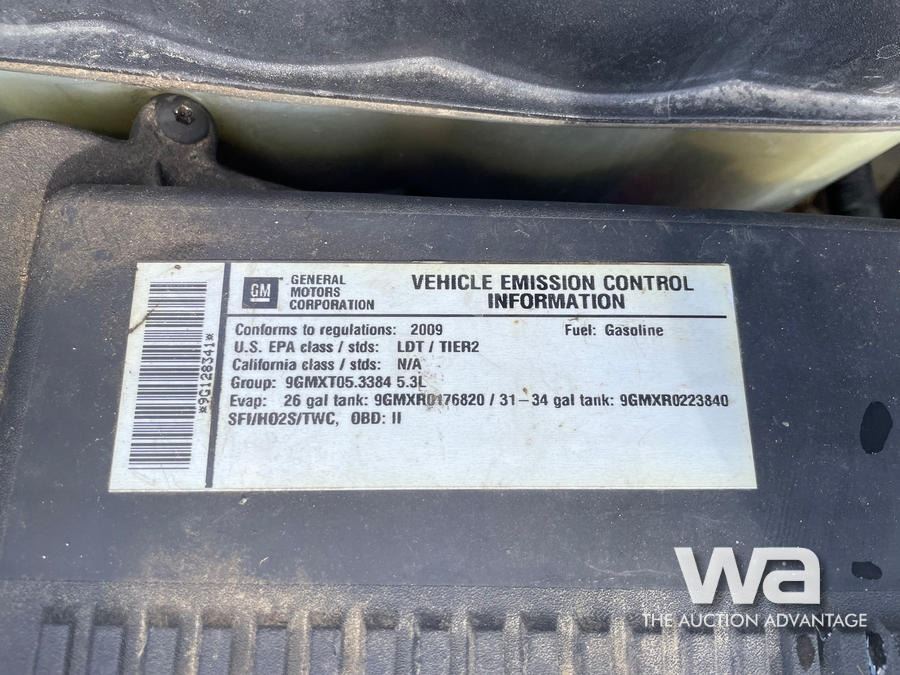 GM
GENERAL
MOTORS
CORPORATION
VEHICLE EMISSION CONTROL
INFORMATION
Conforms to regulations: 2009 Fuel: Gasoline
U.S. EPA class / stds: LDT / TIER2
California class / stds: N/A
Group: 9GMXT05.3384 5.3L
Evap: 26 gal tank: 9GMXR0176820 / 31-34 gal tank: 9GMXR0223840
SFI/HO2S/TWC, OBD: II
*9G128341*
wa
THE AUCTION ADVANTAGE